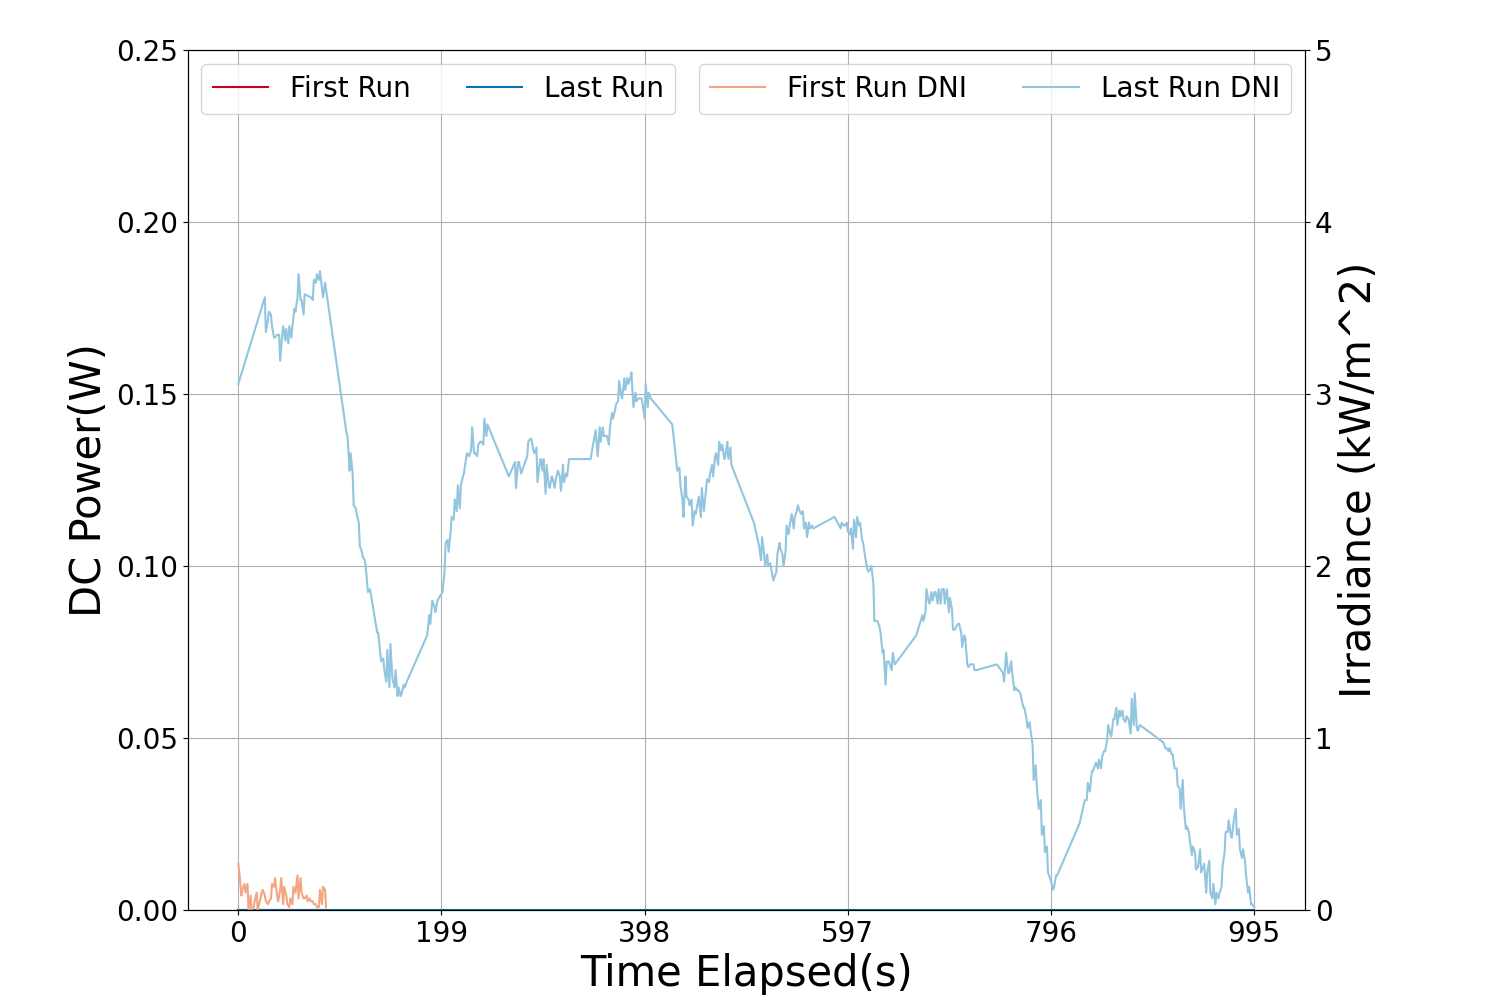 First Run Last Run First Run DNI Last Run DNI
DC Power(W)
0.25
0.20
0.15
0.10
0.05
0.00
5
4
3
2
1
0
Irradiance (kW/m^2)
0 199 398 597 796 995
Time Elapsed(s)